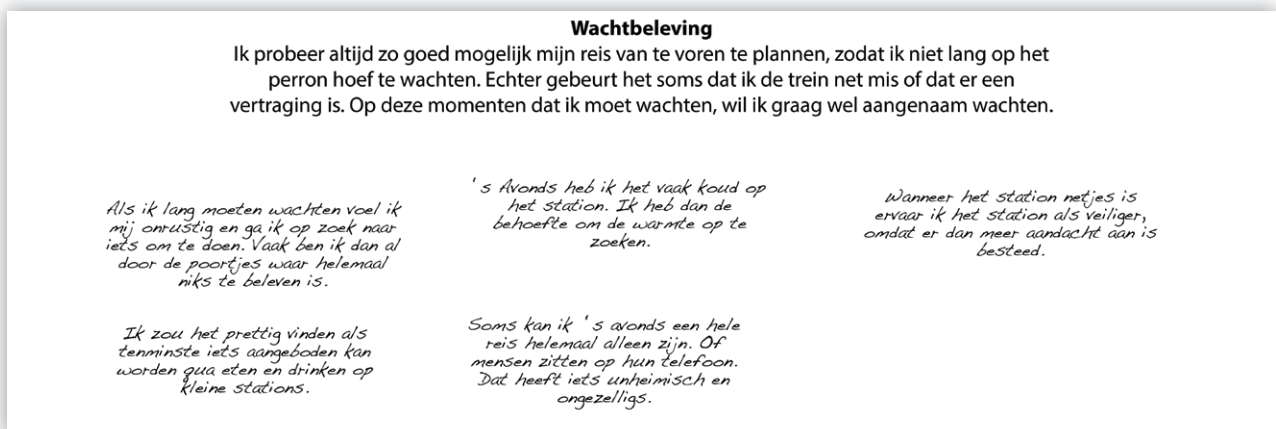 Wachtbeleving
Ik probeer altijd zo goed mogelijk mijn reis van te voren te plannen, zodat ik niet lang op het
perron hoef te wachten. Echter gebeurt het soms dat ik de trein net mis of dat er een
vertraging is. Op deze momenten dat ik moet wachten, wil ik graag wel aangenaam wachten.
Als ik lang moeten wachten voel ik
mij onrustig en ga ik op zoek naar
iets om te doen. Vaak ben ik dan al
door de poortjes waar helemaal
niks te beleven is.
's Avonds heb ik het vaak koud op
het station. Ik heb dan de
behoefte om de warmte op te
zoeken.
Wanneer het station netjes is
ervaar ik het station als veiliger,
omdat er dan meer aandacht aan is
besteed.
Ik zou het prettig vinden als
tenminste iets aangeboden kan
worden qua eten en drinken op
kleine stations.
Soms kan ik 's avonds een hele
reis helemaal alleen zijn. Of
mensen zitten op hun telefoon.
Dat heeft iets unheimisch en
ongezelligs.